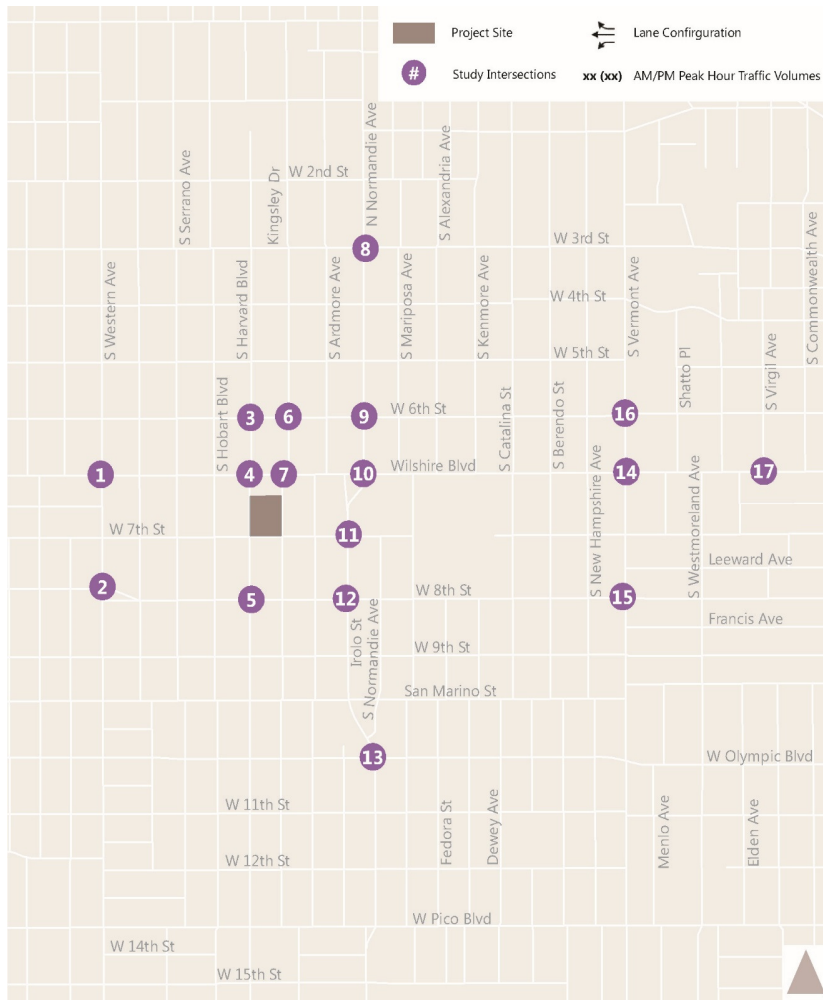 Project Site
Lane Confirguration
#
Study Intersections
xx (xx)
AM/PM Peak Hour Traffic Volumes
N Normandie Ave
S Alexandria Ave
S Serrano Ave
Kingsley Dr
W 2nd St
S Commonwealth Ave
8
W 3rd St
S Western Ave
S Harvard Blvd
S Ardmore Ave
S Mariposa Ave
S Kenmore Ave
W 4th St
S Vermont Ave
W 5th St
Shatto Pl
S Virgil Ave
S Hobart Blvd
3
6
9
W 6th St
S Catalina St
S Berendo St
16
1
4
7
10
Wilshire Blvd
S New Hampshire Ave
14
S Westmoreland Ave
17
W 7th St
11
Leeward Ave
2
5
12
W 8th St
15
Francis Ave
Irolo St
S Normandie Ave
W 9th St
San Marino St
13
W Olympic Blvd
W 11th St
Fedora St
Dewey Ave
Menlo Ave
Elden Ave
W 12th St
W Pico Blvd
W 14th St
W 15th St